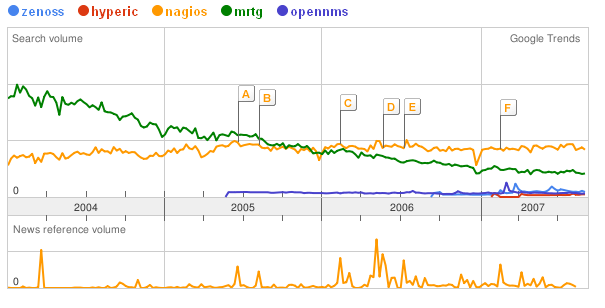 zenoss hyperic nagios mrtg opennms
Search volume Google Trends
A
B
C
D
E
F
0
2004 2005 2006 2007
News reference volume
0